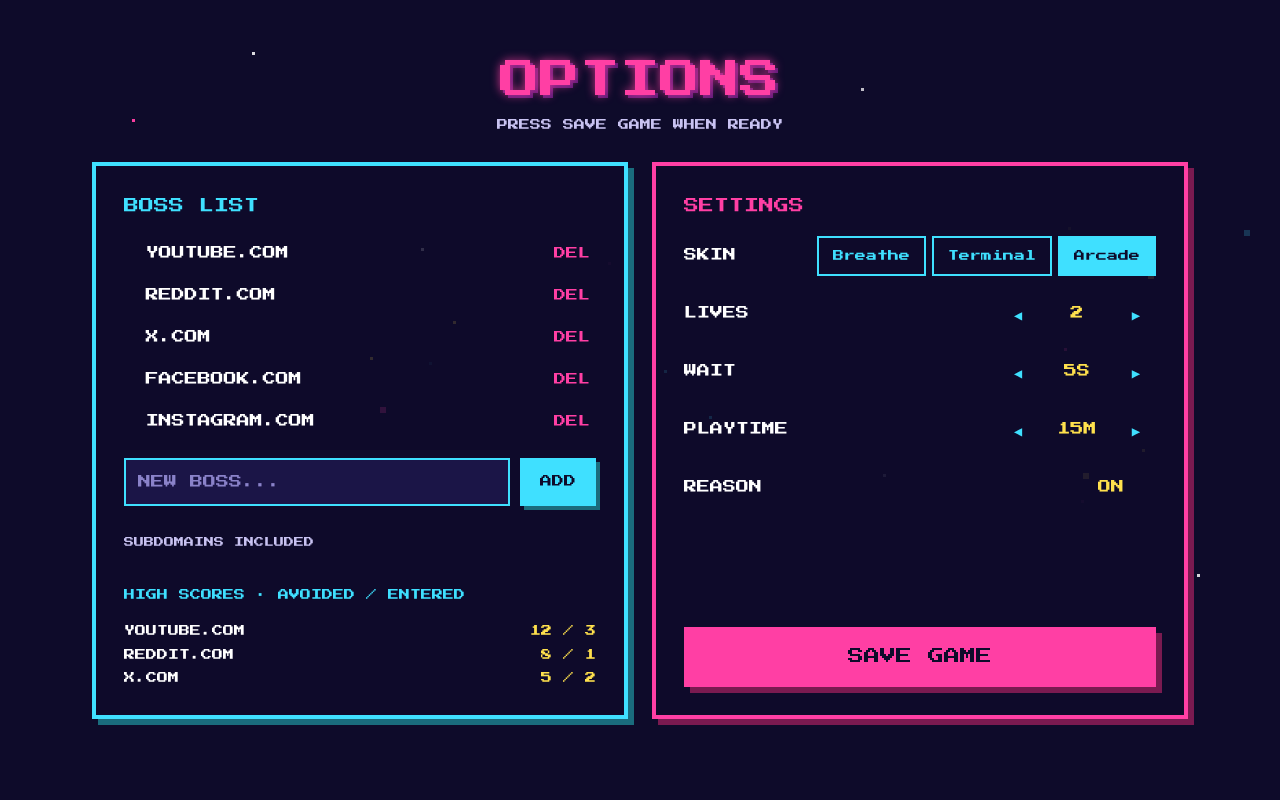 OPTIONS
PRESS SAVE GAME WHEN READY
BOSS LIST
YOUTUBE.COM DEL
REDDIT.COM DEL
X.COM DEL
FACEBOOK.COM DEL
INSTAGRAM.COM DEL
NEW BOSS... ADD
SUBDOMAINS INCLUDED
HIGH SCORES · AVOIDED / ENTERED
YOUTUBE.COM 12 / 3
REDDIT.COM 8 / 1
X.COM 5 / 2
SETTINGS
SKIN Breathe Terminal Arcade
LIVES ◀ 2 ▶
WAIT ◀ 5S ▶
PLAYTIME ◀ 15M ▶
REASON ON
SAVE GAME